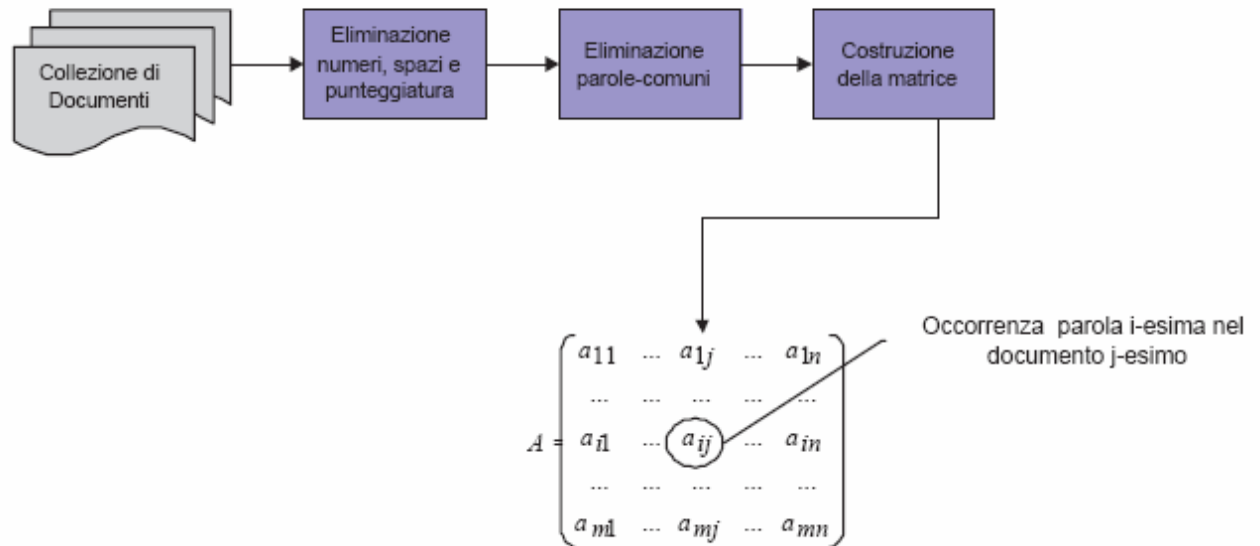 Collezione di
Documenti
Eliminazione
numeri, spazi e
punteggiatura
Eliminazione
parole-comuni
Costruzione
della matrice
Occorrenza parola i-esima nel
documento j-esimo
a11 ... a1j ... a1n
... ... ... ... ...
A = ai1 ... aij ... ain
... ... ... ... ...
am1 ... amj ... amn